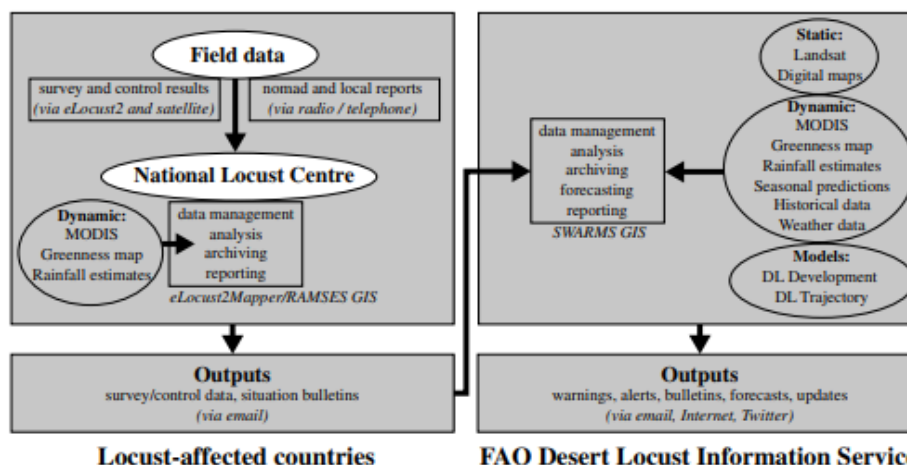 Field data
survey and control results
(via eLocust2 and satellite)
nomad and local reports
(via radio / telephone)
National Locust Centre
Dynamic:
MODIS
Greenness map
Rainfall estimates
data management
analysis
archiving
reporting
eLocust2Mapper/RAMSES GIS
Outputs
survey/control data, situation bulletins
(via email)
Locust-affected countries
Static:
Landsat
Digital maps
data management
analysis
archiving
forecasting
reporting
SWARMS GIS
Dynamic:
MODIS
Greenness map
Rainfall estimates
Seasonal predictions
Historical data
Weather data
Models:
DL Development
DL Trajectory
Outputs
warnings, alerts, bulletins, forecasts, updates
(via email, Internet, Twitter)
FAO Desert Locust Information Service